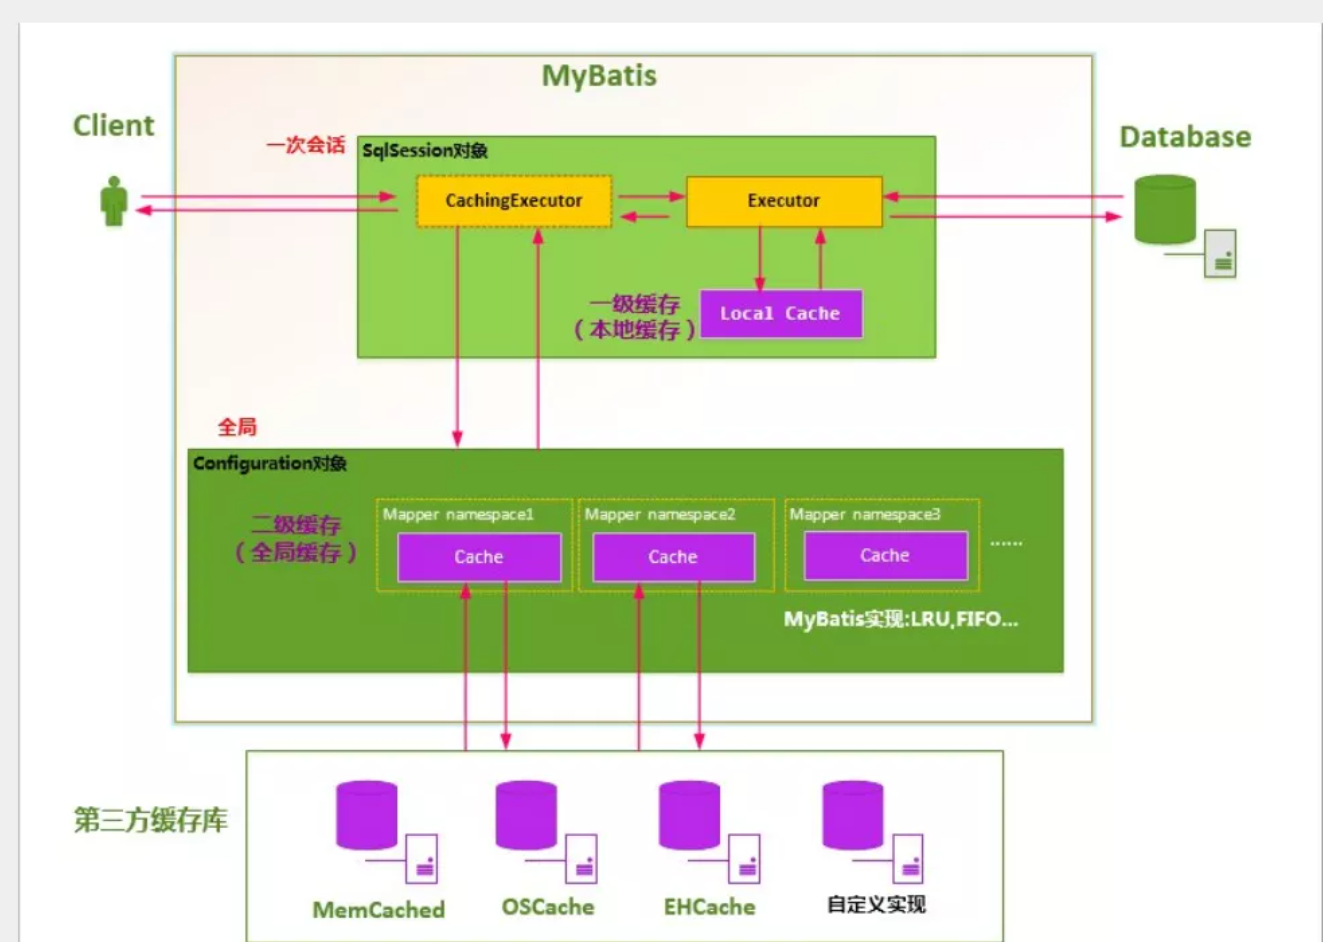 MyBatis
Client
Database
一次会话
SqlSession对象
CachingExecutor
Executor
一级缓存
（本地缓存）
Local Cache
全局
Configuration对象
Mapper namespace1
Mapper namespace2
Mapper namespace3
二级缓存
（全局缓存）
Cache
Cache
Cache
......
MyBatis实现:LRU,FIFO...
第三方缓存库
MemCached
OSCache
EHCache
自定义实现